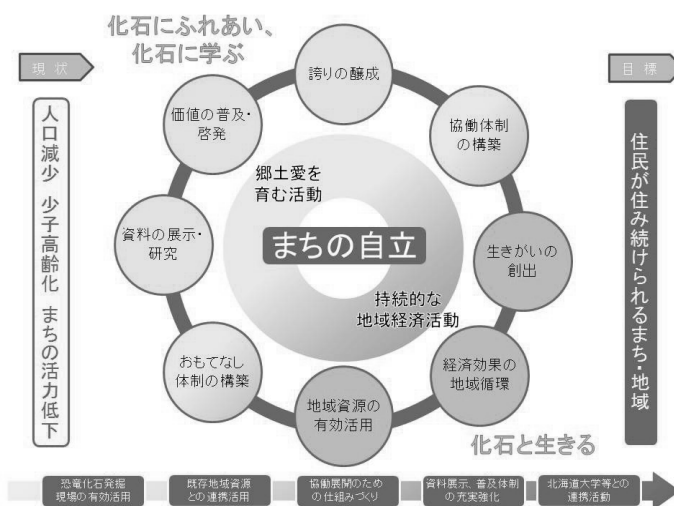 化石にふれあい、
化石に学ぶ
現状
目標
人口減少 少子高齢化 まちの活力低下
住民が住み続けられるまち・地域
誇りの醸成
協働体制
の構築
生きがいの
創出
経済効果の
地域循環
地域資源の
有効活用
おもてなし
体制の構築
資料の展示・
研究
価値の普及・
啓発
郷土愛を
育む活動
まちの自立
持続的な
地域経済活動
化石と生きる
恐竜化石発掘
現場の有効活用
既存地域資源
との連携活用
協働展開のため
の仕組みづくり
資料展示、普及体制
の充実強化
北海道大学等との
連携活動